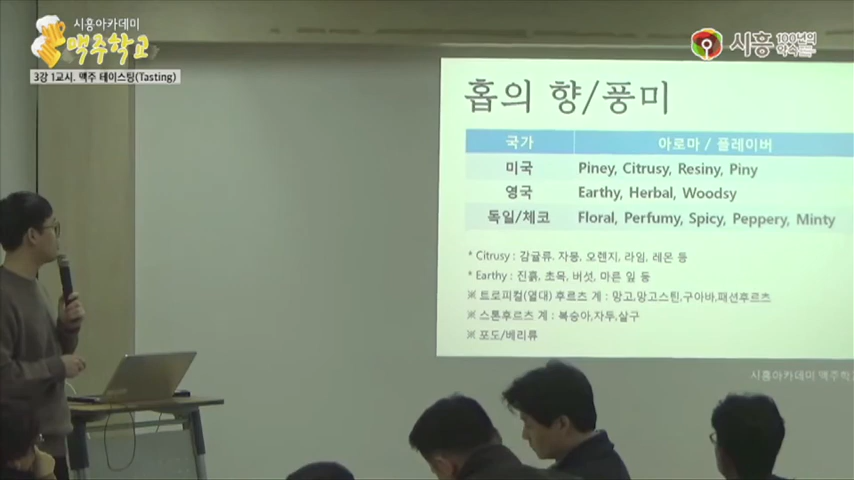 시흥아카데미
맥주학교
3강 1교시. 맥주 테이스팅(Tasting)
시흥 100년의 약속
홉의 향/풍미
국가 아로마 / 플레이버
미국 Piney, Citrusy, Resiny, Piny
영국 Earthy, Herbal, Woodsy
독일/체코 Floral, Perfumy, Spicy, Peppery, Minty
* Citrusy : 감귤류. 자몽, 오렌지, 라임, 레몬 등
* Earthy : 진흙, 초목, 버섯, 마른 잎 등
※ 트로피컬(열대) 후르츠 계 : 망고,망고스틴,구아바,패션후르츠
※ 스톤후르츠 계 : 복숭아,자두,살구
※ 포도/베리류
시흥아카데미 맥주학